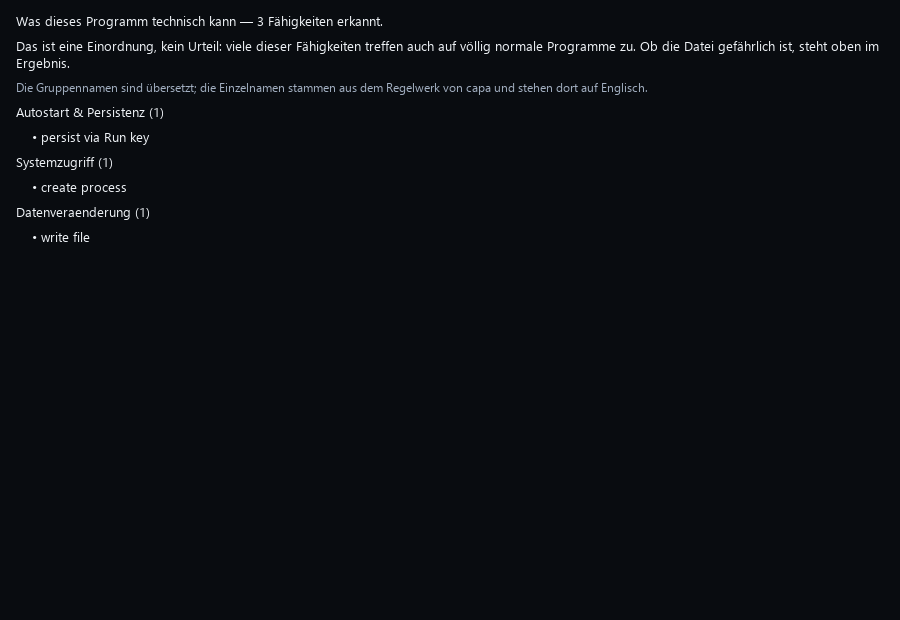 Was dieses Programm technisch kann — 3 Fähigkeiten erkannt.
Das ist eine Einordnung, kein Urteil: viele dieser Fähigkeiten treffen auch auf völlig normale Programme zu. Ob die Datei gefährlich ist, steht oben im
Ergebnis.
Die Gruppennamen sind übersetzt; die Einzelnamen stammen aus dem Regelwerk von capa und stehen dort auf Englisch.
Autostart & Persistenz (1)
• persist via Run key
Systemzugriff (1)
• create process
Datenveraenderung (1)
• write file